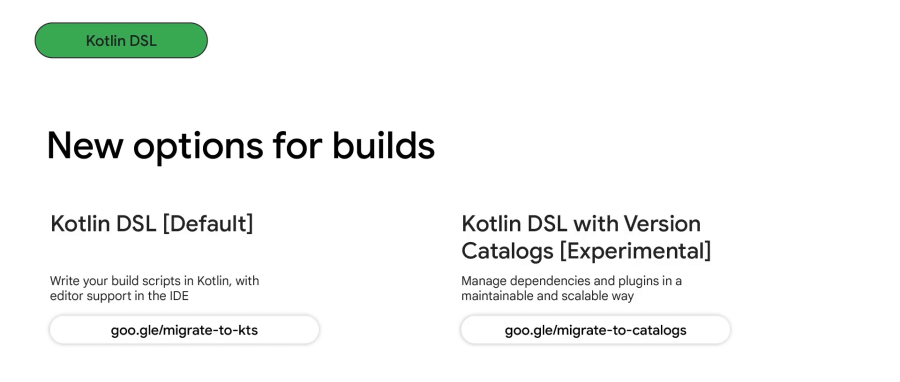 Kotlin DSL
New options for builds
Kotlin DSL [Default]
Write your build scripts in Kotlin, with
editor support in the IDE
goo.gle/migrate-to-kts
Kotlin DSL with Version
Catalogs [Experimental]
Manage dependencies and plugins in a
maintainable and scalable way
goo.gle/migrate-to-catalogs